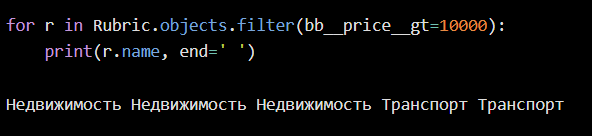 for r in Rubric.objects.filter(bb__price__gt=10000):
    print(r.name, end=' ')
Недвижимость Недвижимость Недвижимость Транспорт Транспорт